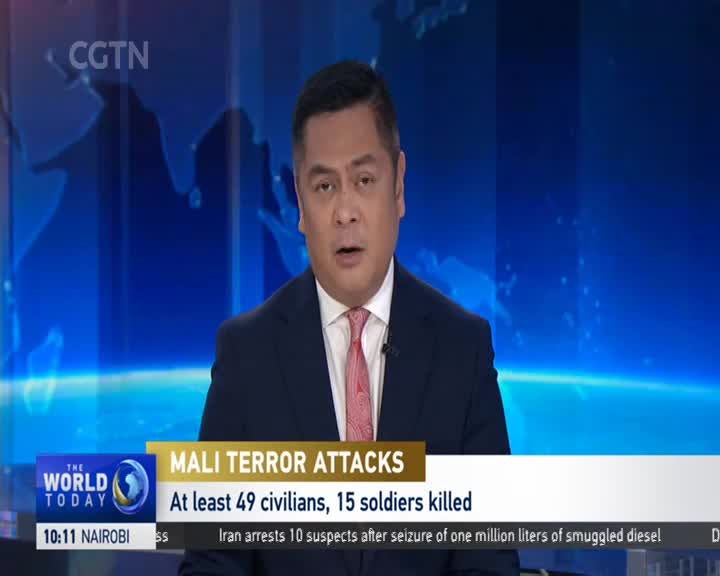 CGTN
MALI TERROR ATTACKS
At least 49 civilians, 15 soldiers killed
THE
WORLD
TODAY
10:11 NAIROBI
ss Iran arrests 10 suspects after seizure of one million liters of smuggled diesel D